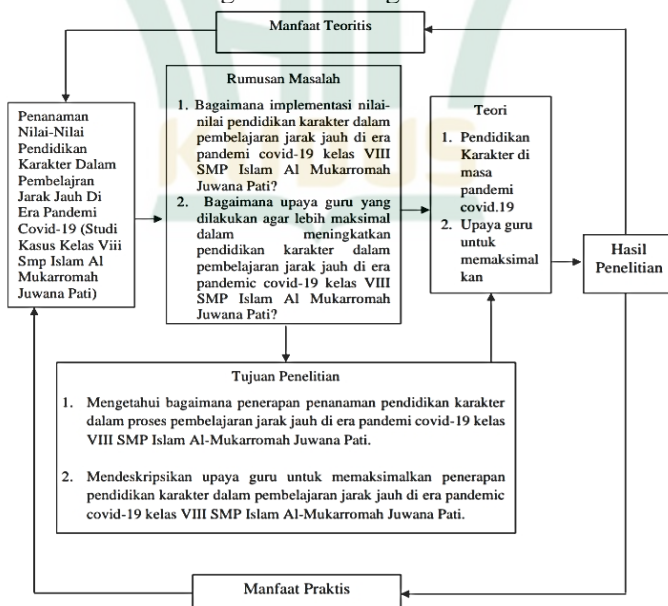 Manfaat Teoritis
Penanaman
Nilai-Nilai
Pendidikan
Karakter Dalam
Pembelajran
Jarak Jauh Di
Era Pandemi
Covid-19 (Studi
Kasus Kelas Viii
Smp Islam Al
Mukarromah
Juwana Pati)
Rumusan Masalah
1. Bagaimana implementasi nilai-
nilai pendidikan karakter dalam
pembelajaran jarak jauh di era
pandemi covid-19 kelas VIII
SMP Islam Al Mukarromah
Juwana Pati?
2. Bagaimana upaya guru yang
dilakukan agar lebih maksimal
dalam meningkatkan
pendidikan karakter dalam
pembelajaran jarak jauh di era
pandemic covid-19 kelas VIII
SMP Islam Al Mukarromah
Juwana Pati?
Teori
1. Pendidikan
Karakter di
masa
pandemi
covid.19
2. Upaya guru
untuk
memaksimal
kan
Hasil
Penelitian
Tujuan Penelitian
1. Mengetahui bagaimana penerapan penanaman pendidikan karakter
dalam proses pembelajaran jarak jauh di era pandemi covid-19 kelas
VIII SMP Islam Al-Mukarromah Juwana Pati.
2. Mendeskripsikan upaya guru untuk memaksimalkan penerapan
pendidikan karakter dalam pembelajaran jarak jauh di era pandemic
covid-19 kelas VIII SMP Islam Al-Mukarromah Juwana Pati.
Manfaat Praktis
KUDUS